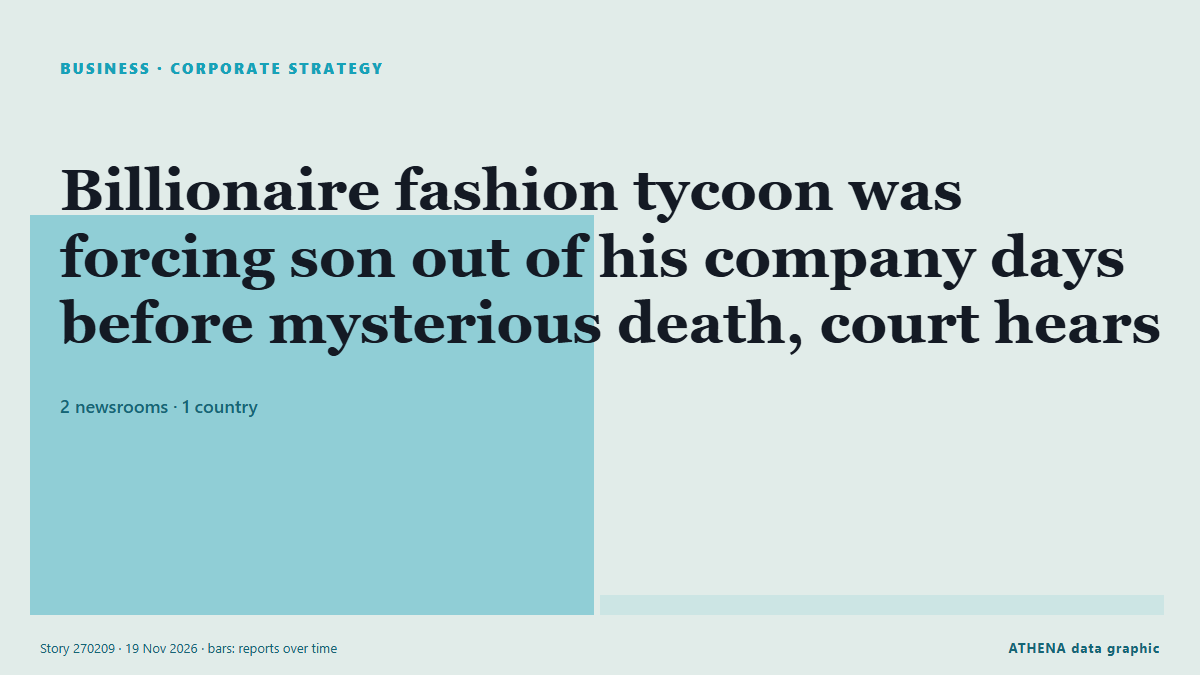 BUSINESS · CORPORATE STRATEGY
Billionaire fashion tycoon was
forcing son out of his company days
before mysterious death, court hears
2 newsrooms · 1 country
Story 270209 · 19 Nov 2026 · bars: reports over time
ATHENA data graphic